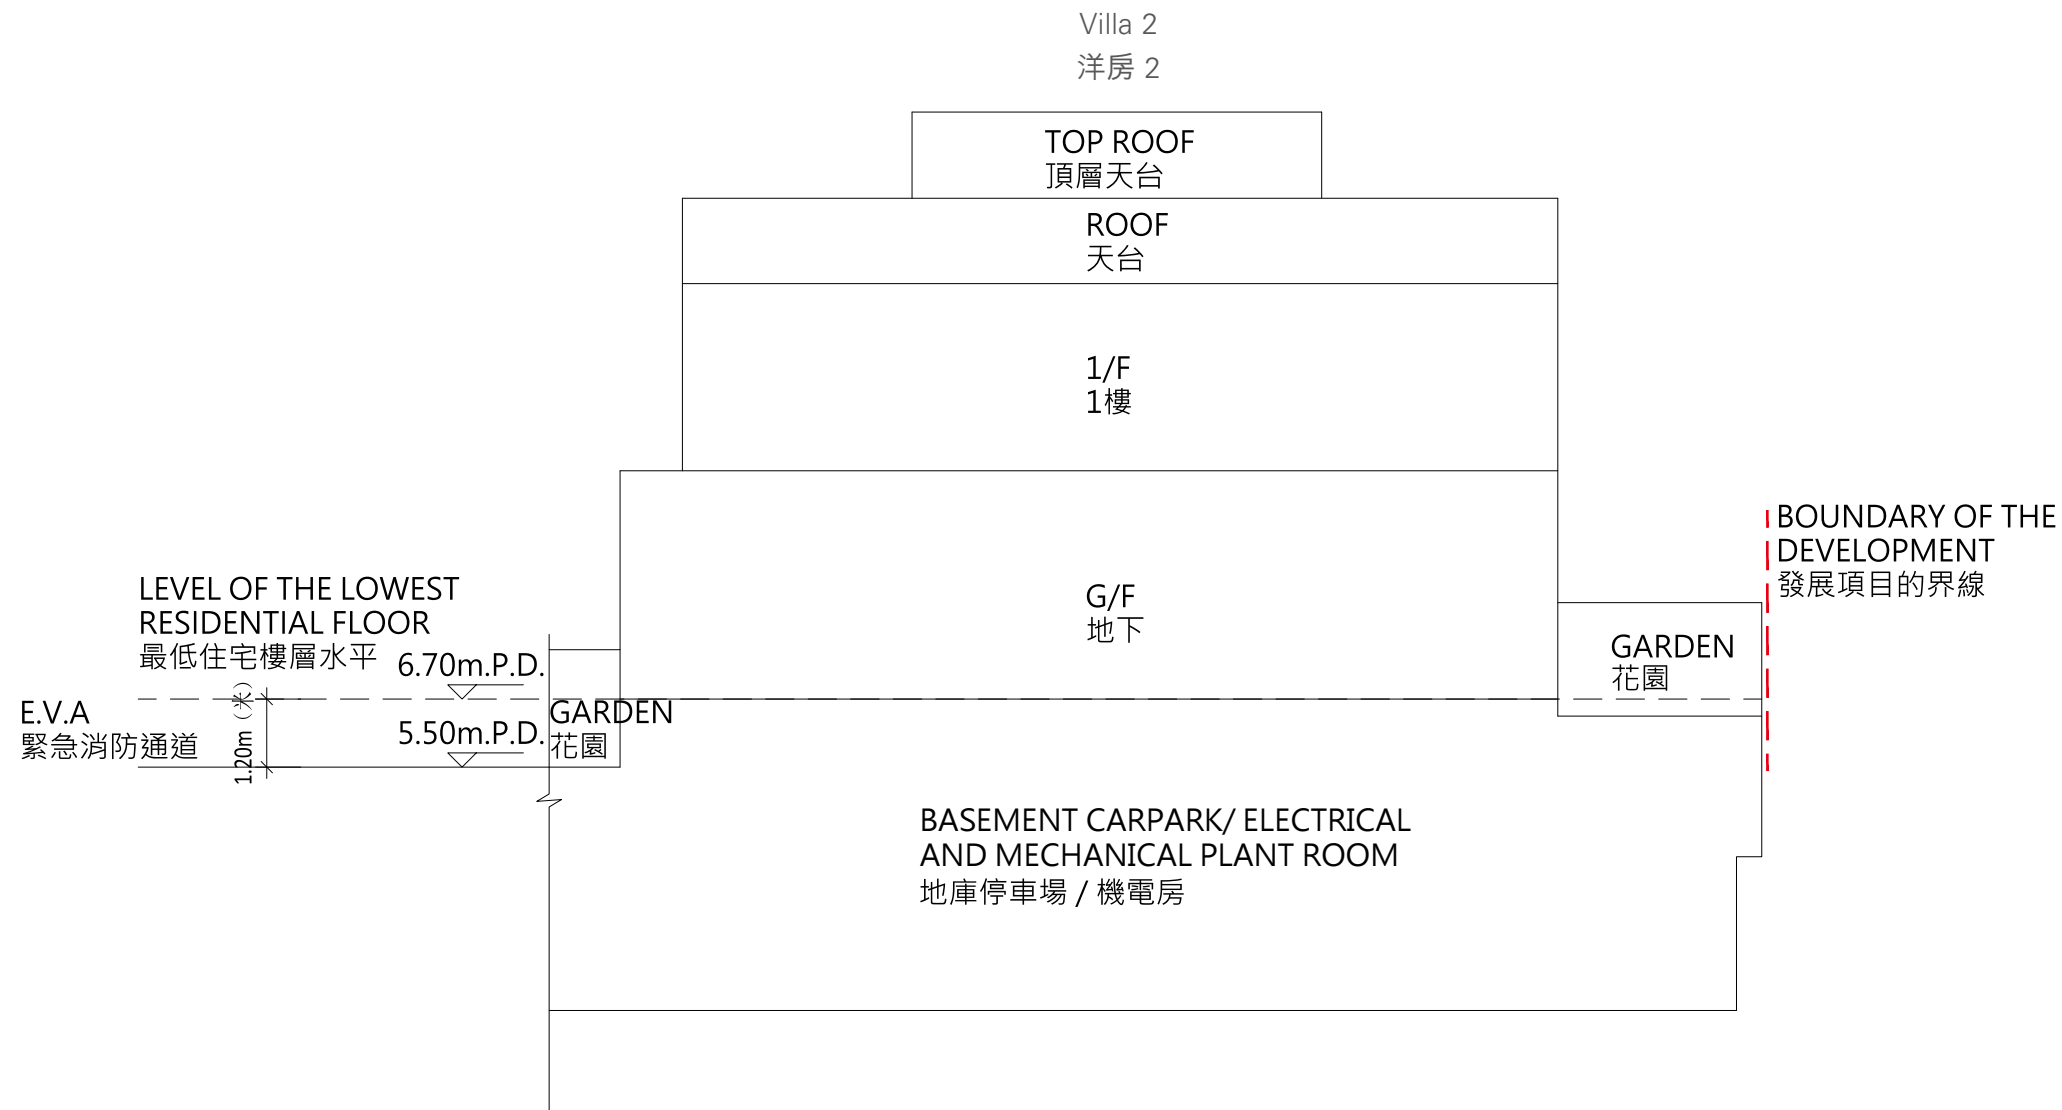 Villa 2
洋房 2
TOP ROOF
頂層天台
ROOF
天台
1/F
1樓
G/F
地下
BOUNDARY OF THE
DEVELOPMENT
發展項目的界線
LEVEL OF THE LOWEST
RESIDENTIAL FLOOR
最低住宅樓層水平
6.70m.P.D.
GARDEN
花園
E.V.A
緊急消防通道
1.20m (米)
5.50m.P.D.
GARDEN
花園
BASEMENT CARPARK/ ELECTRICAL
AND MECHANICAL PLANT ROOM
地庫停車場 / 機電房